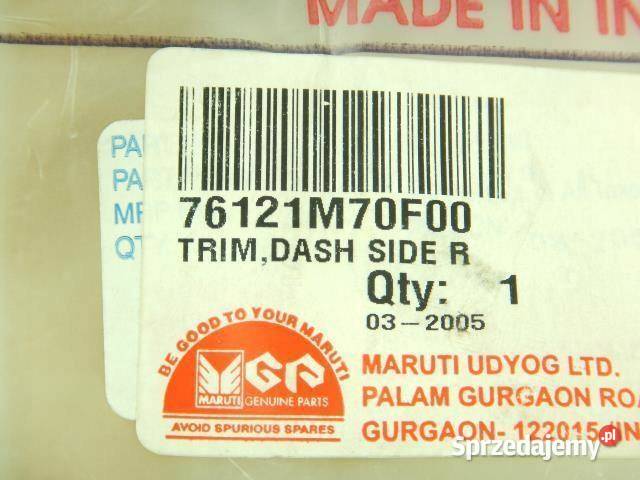 MADE IN IN
PA
PA
MF
QT
76121M70F00
TRIM,DASH SIDE R
Qty: 1
03-2005
BE GOOD TO YOUR MARUTI
MARUTI
GENUINE PARTS
AVOID SPURIOUS SPARES
MARUTI UDYOG LTD.
PALAM GURGAON ROA
GURGAON- 122015 IN
Sprzedajemy.pl